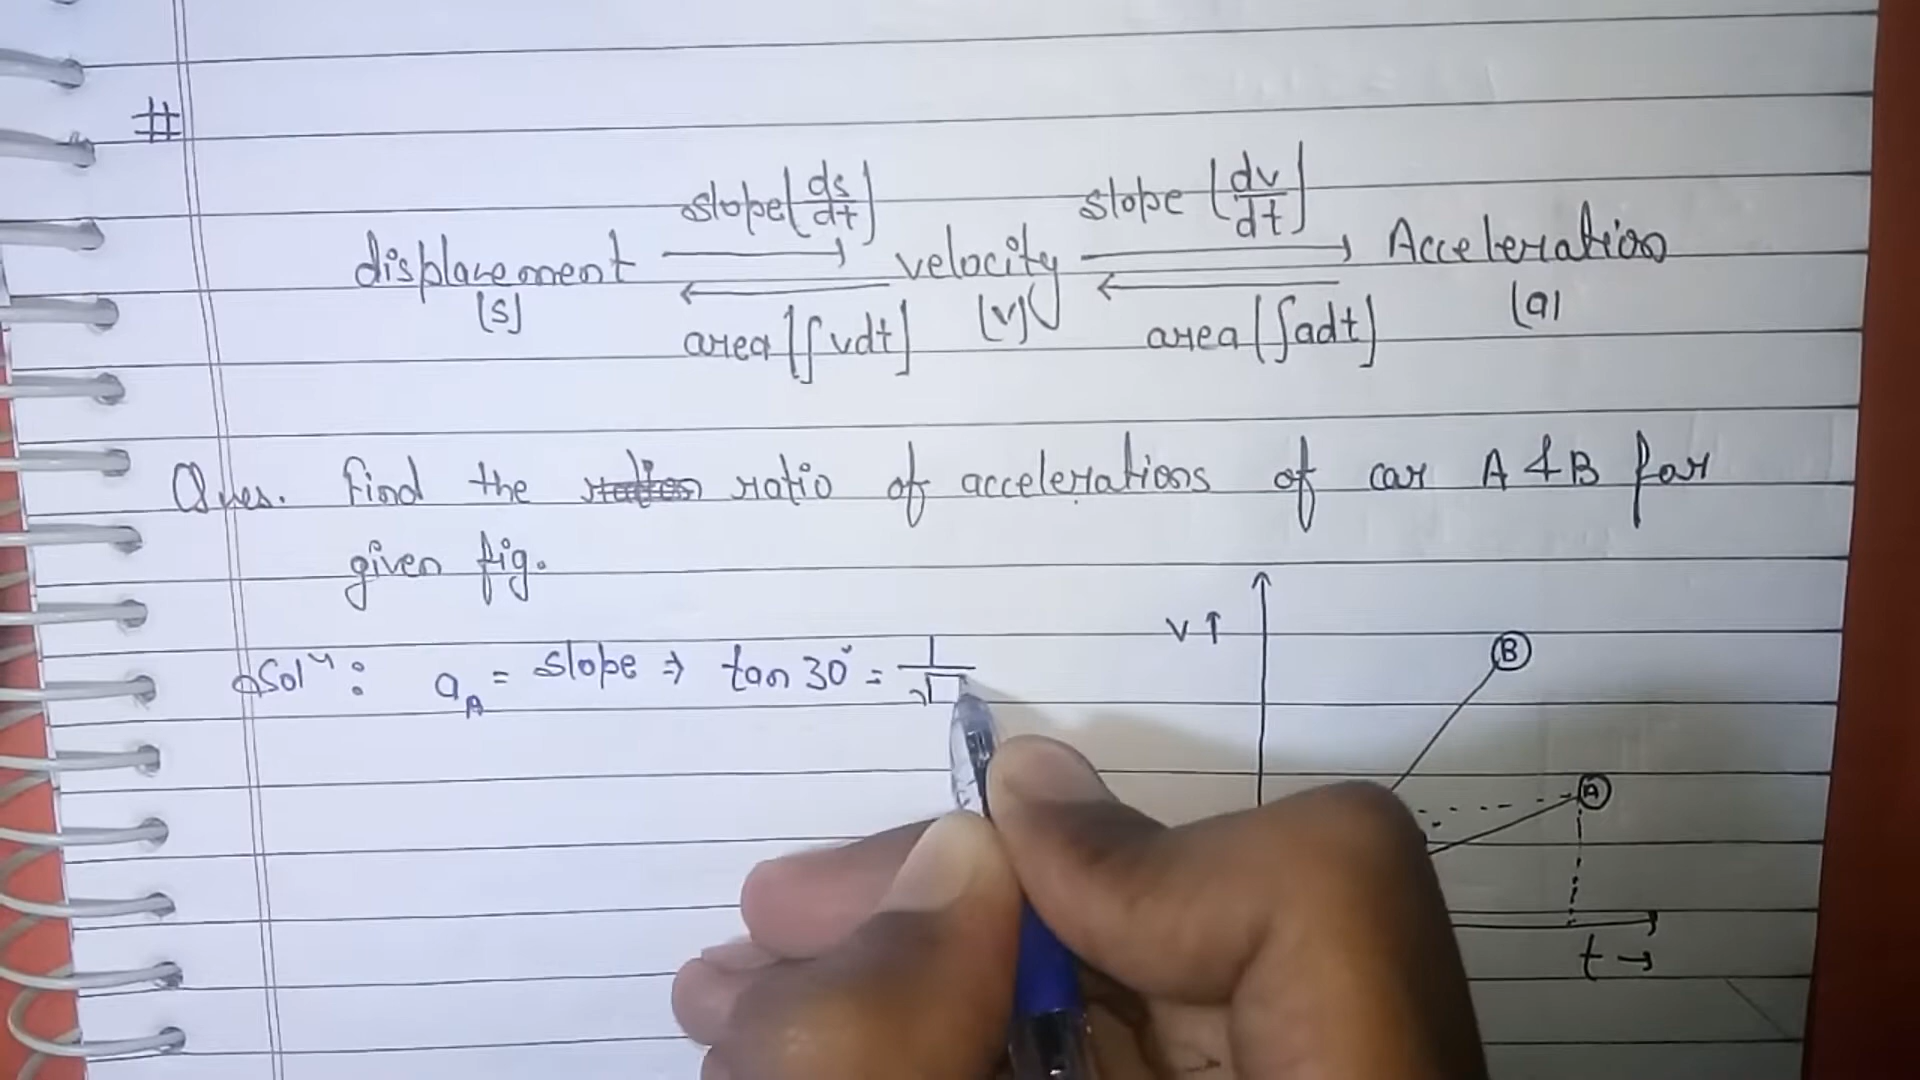 #
slope (ds/dt) slope (dv/dt)
displacement velocity Acceleration
(s) (v) (a)
area (∫vdt) area (∫adt)
Ques. Find the ratio of accelerations of car A & B for
given fig.
V ↑
B
Solⁿ: a_A = slope ⇒ tan 30° = 1/√
A
t →